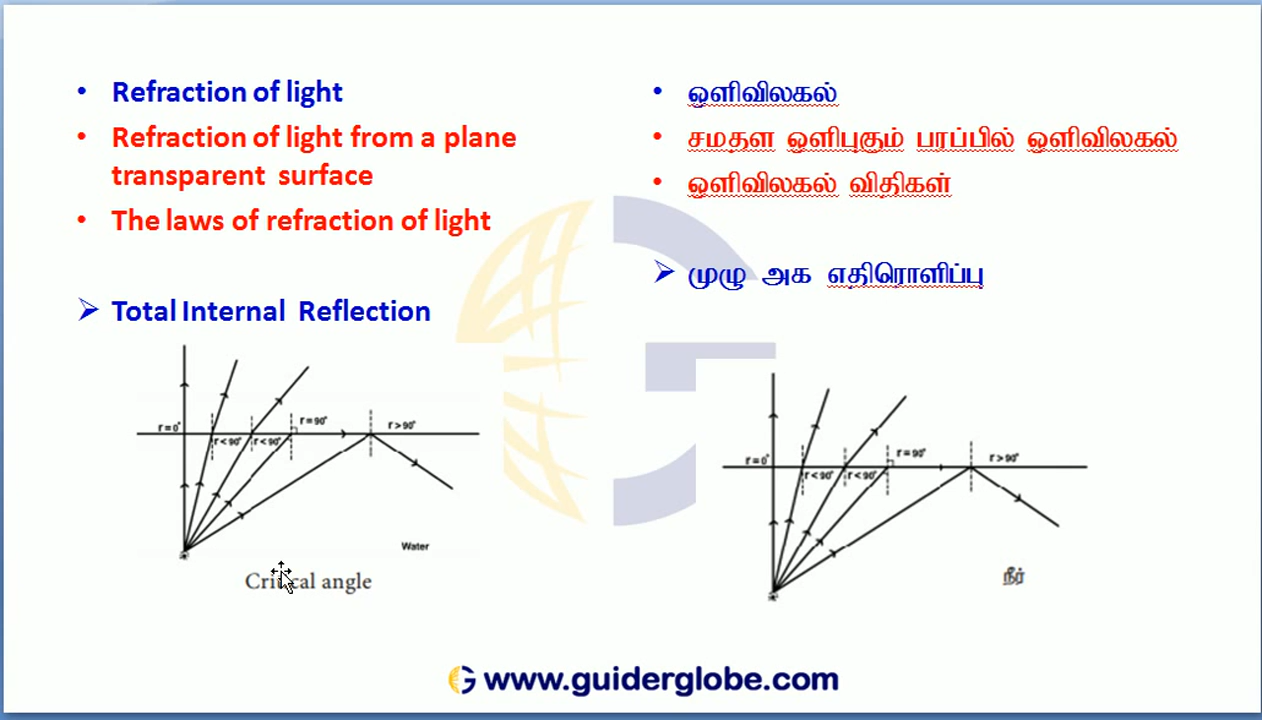 Refraction of light
Refraction of light from a plane
transparent surface
The laws of refraction of light
Total Internal Reflection
r=0°
r<90°
r<90°
r=90°
r>90°
Water
Critical angle
ஒளிவிலகல்
சமதள ஒளிபுகும் பரப்பில் ஒளிவிலகல்
ஒளிவிலகல் விதிகள்
முழு அக எதிரொளிப்பு
r=0°
r<90°
r<90°
r=90°
r>90°
நீர்
www.guiderglobe.com